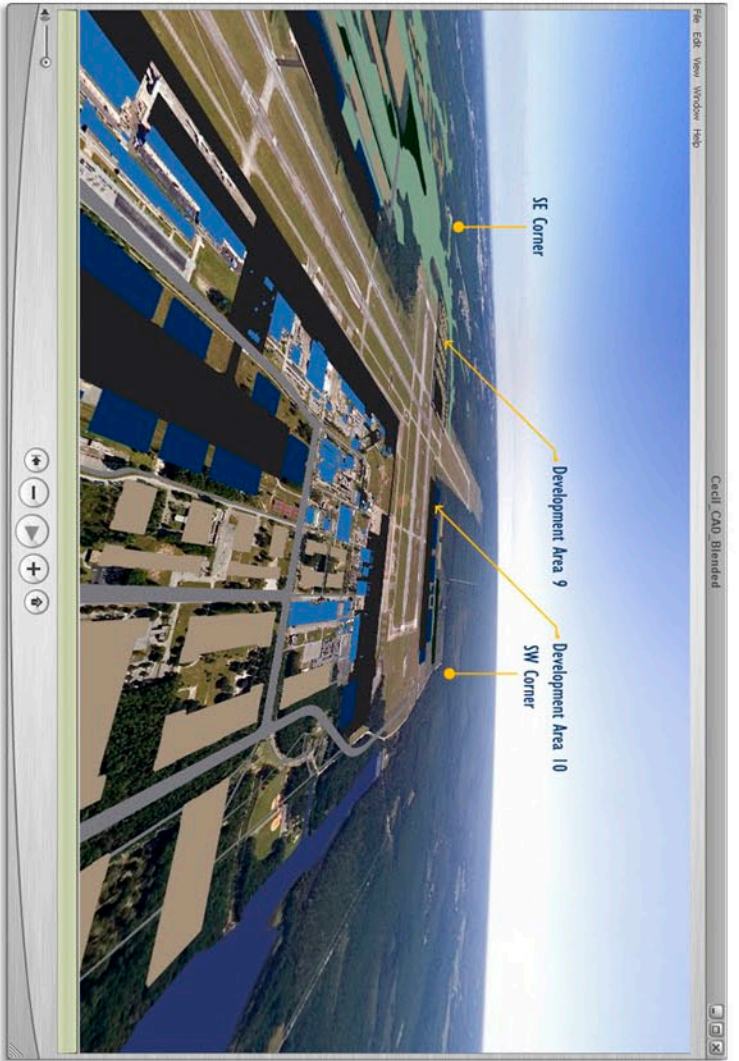 Cecil_CAD_Blended
File Edit View Window Help
SE Corner
Development Area 9
Development Area 10
SW Corner